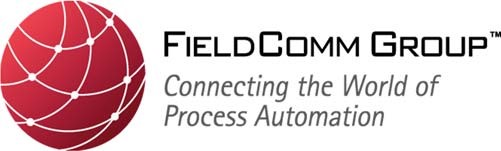 FieldComm Group™
Connecting the World of
Process Automation